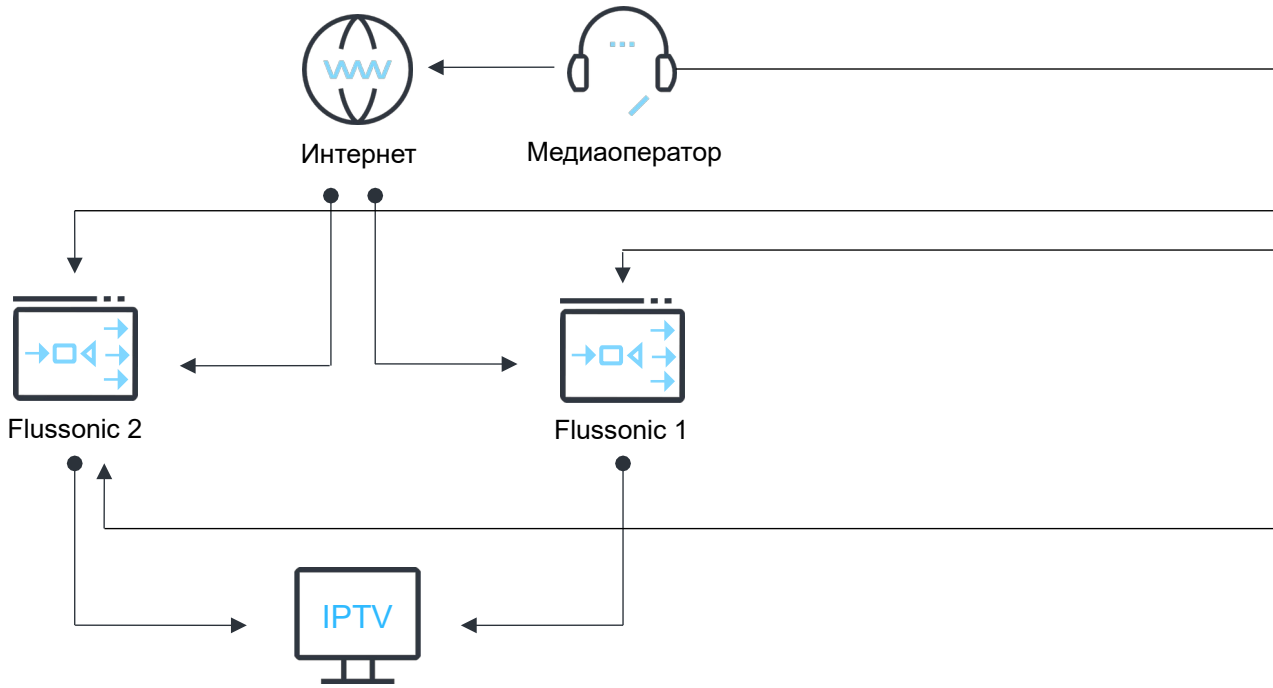 Интернет
Медиаоператор
Flussonic 2
Flussonic 1
IPTV